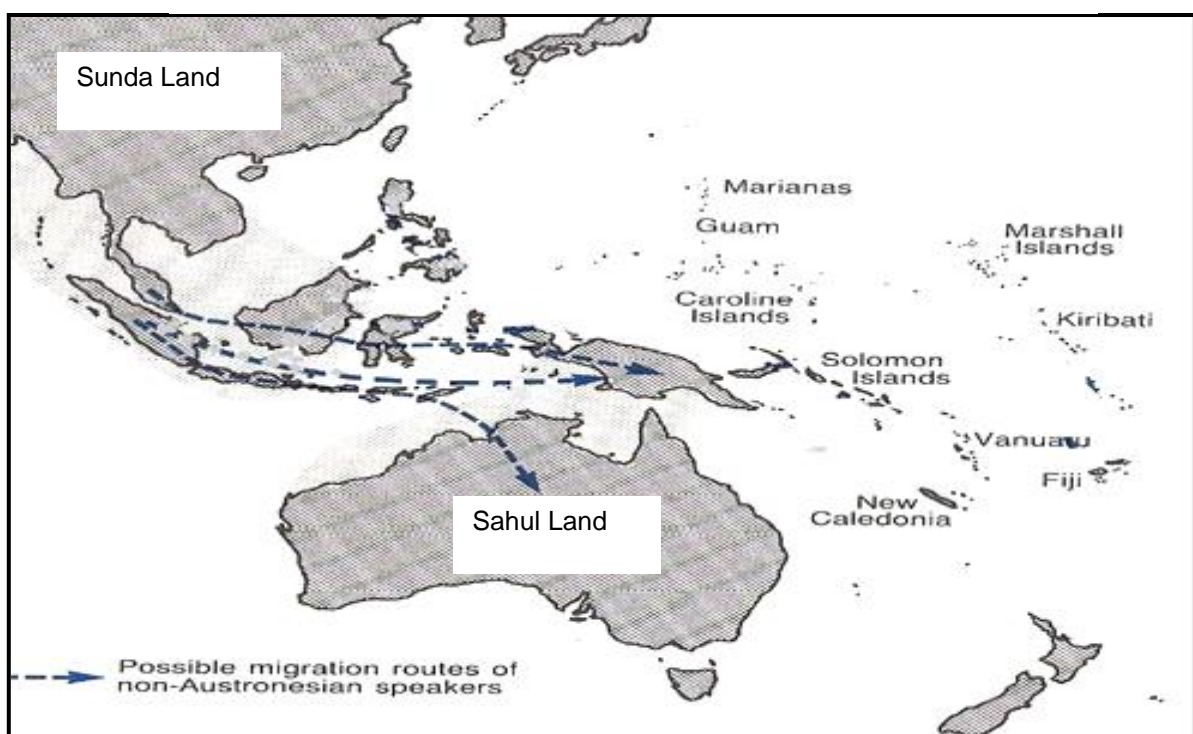 Sunda Land
Marianas
Guam
Marshall
Islands
Caroline
Islands
Kiribati
Solomon
Islands
Vanuatu
Fiji
New
Caledonia
Sahul Land
Possible migration routes of
non-Austronesian speakers